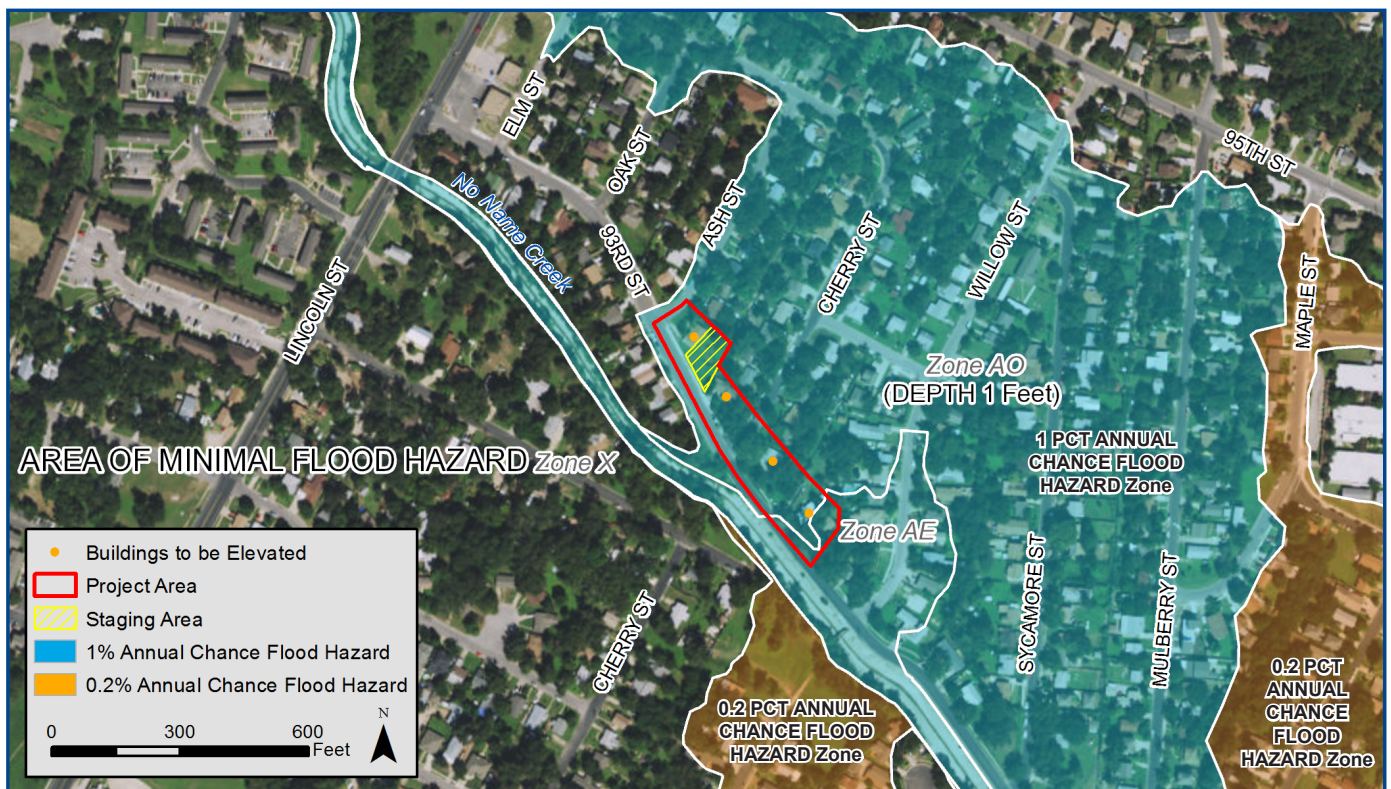 ELM ST
OAK ST
ASH ST
95TH ST
No Name Creek
93RD ST
CHERRY ST
WILLOW ST
LINCOLN ST
MAPLE ST
Zone AO
(DEPTH 1 Feet)
1 PCT ANNUAL
CHANCE FLOOD
HAZARD Zone
AREA OF MINIMAL FLOOD HAZARD Zone X
Zone AE
SYCAMORE ST
MULBERRY ST
CHERRY ST
0.2 PCT ANNUAL
CHANCE FLOOD
HAZARD Zone
0.2 PCT
ANNUAL
CHANCE
FLOOD
HAZARD Zone
Buildings to be Elevated
Project Area
Staging Area
1% Annual Chance Flood Hazard
0.2% Annual Chance Flood Hazard
0 300 600
Feet
N